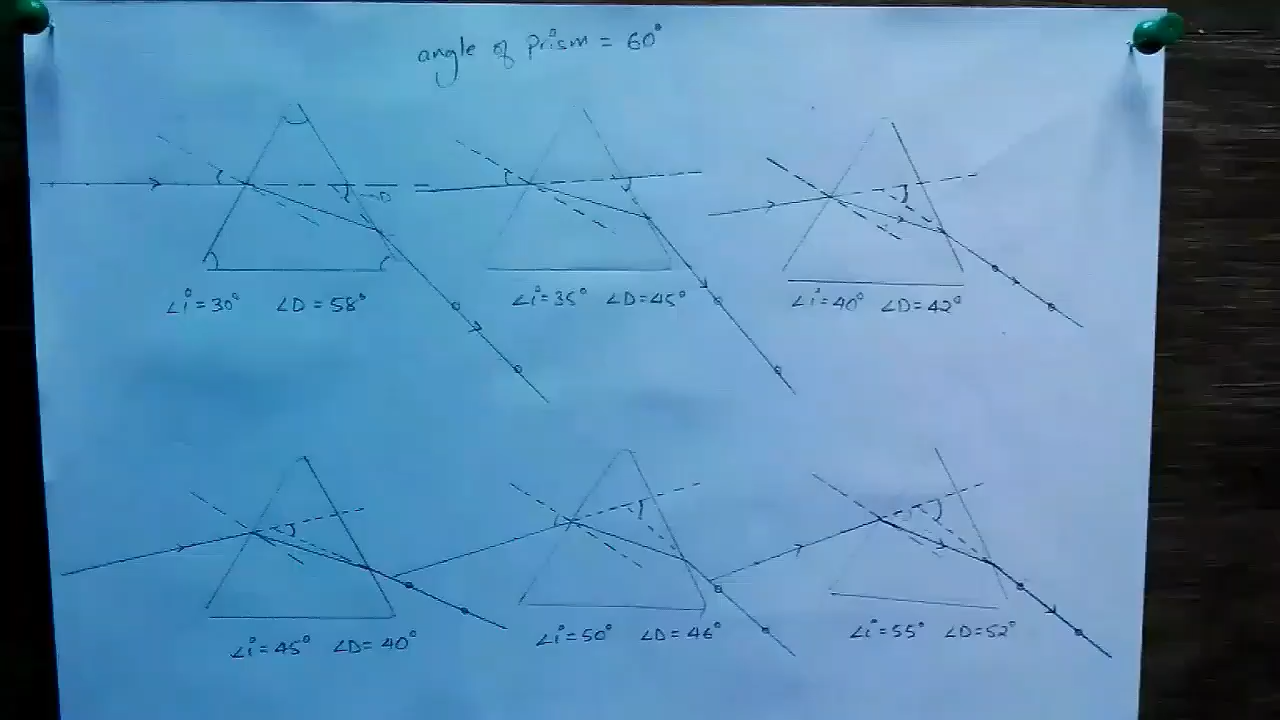 angle of Prism = 60°
∠i=30° ∠D=58°
∠i=35° ∠D=45°
∠i=40° ∠D=42°
∠i=45° ∠D=40°
∠i=50° ∠D=46°
∠i=55° ∠D=52°